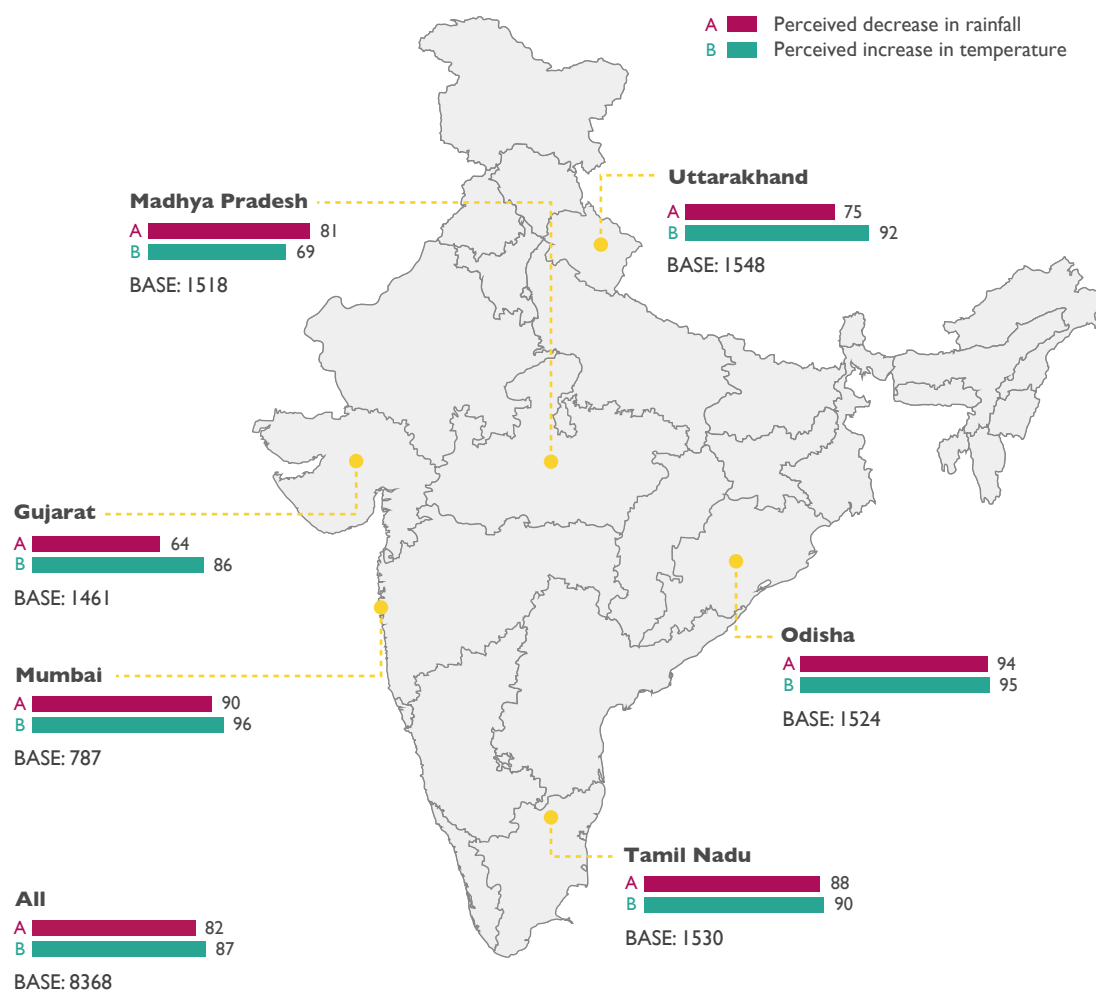 A Perceived decrease in rainfall
B Perceived increase in temperature
Uttarakhand
A 75
B 92
BASE: 1548
Madhya Pradesh
A 81
B 69
BASE: 1518
Gujarat
A 64
B 86
BASE: 1461
Odisha
A 94
B 95
BASE: 1524
Mumbai
A 90
B 96
BASE: 787
Tamil Nadu
A 88
B 90
BASE: 1530
All
A 82
B 87
BASE: 8368